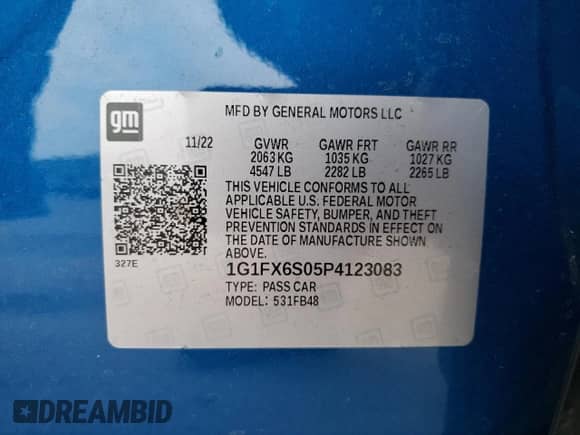 gm
MFD BY GENERAL MOTORS LLC
11/22 GVWR GAWR FRT GAWR RR
2063 KG 1035 KG 1027 KG
4547 LB 2282 LB 2265 LB
THIS VEHICLE CONFORMS TO ALL
APPLICABLE U.S. FEDERAL MOTOR
VEHICLE SAFETY, BUMPER, AND THEFT
PREVENTION STANDARDS IN EFFECT ON
THE DATE OF MANUFACTURE SHOWN
ABOVE.
327E
1G1FX6S05P4123083
TYPE: PASS CAR
MODEL: 531FB48
DREAMBID